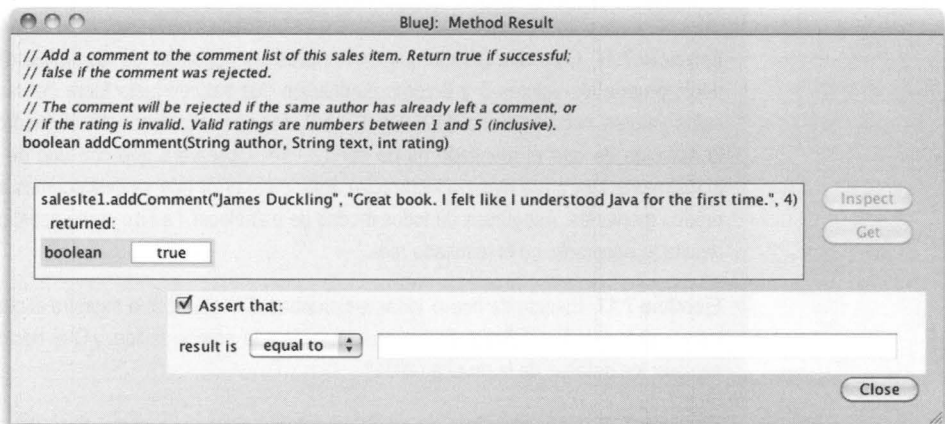 BlueJ: Method Result
// Add a comment to the comment list of this sales item. Return true if successful;
// false if the comment was rejected.
//
// The comment will be rejected if the same author has already left a comment, or
// if the rating is invalid. Valid ratings are numbers between 1 and 5 (inclusive).
boolean addComment(String author, String text, int rating)
salesIte1.addComment("James Duckling", "Great book. I felt like I understood Java for the first time.", 4)
Inspect
returned:
Get
boolean true
Assert that:
result is equal to
Close